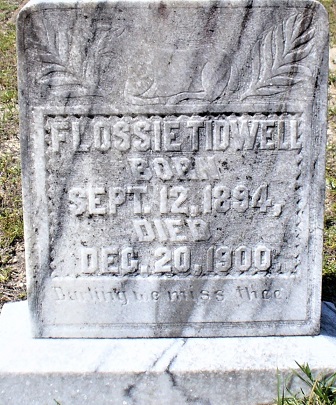 FLOSSIE TIDWELL
BORN
SEPT. 12, 1894,
DIED
DEC. 20, 1900.
Darling we miss thee.